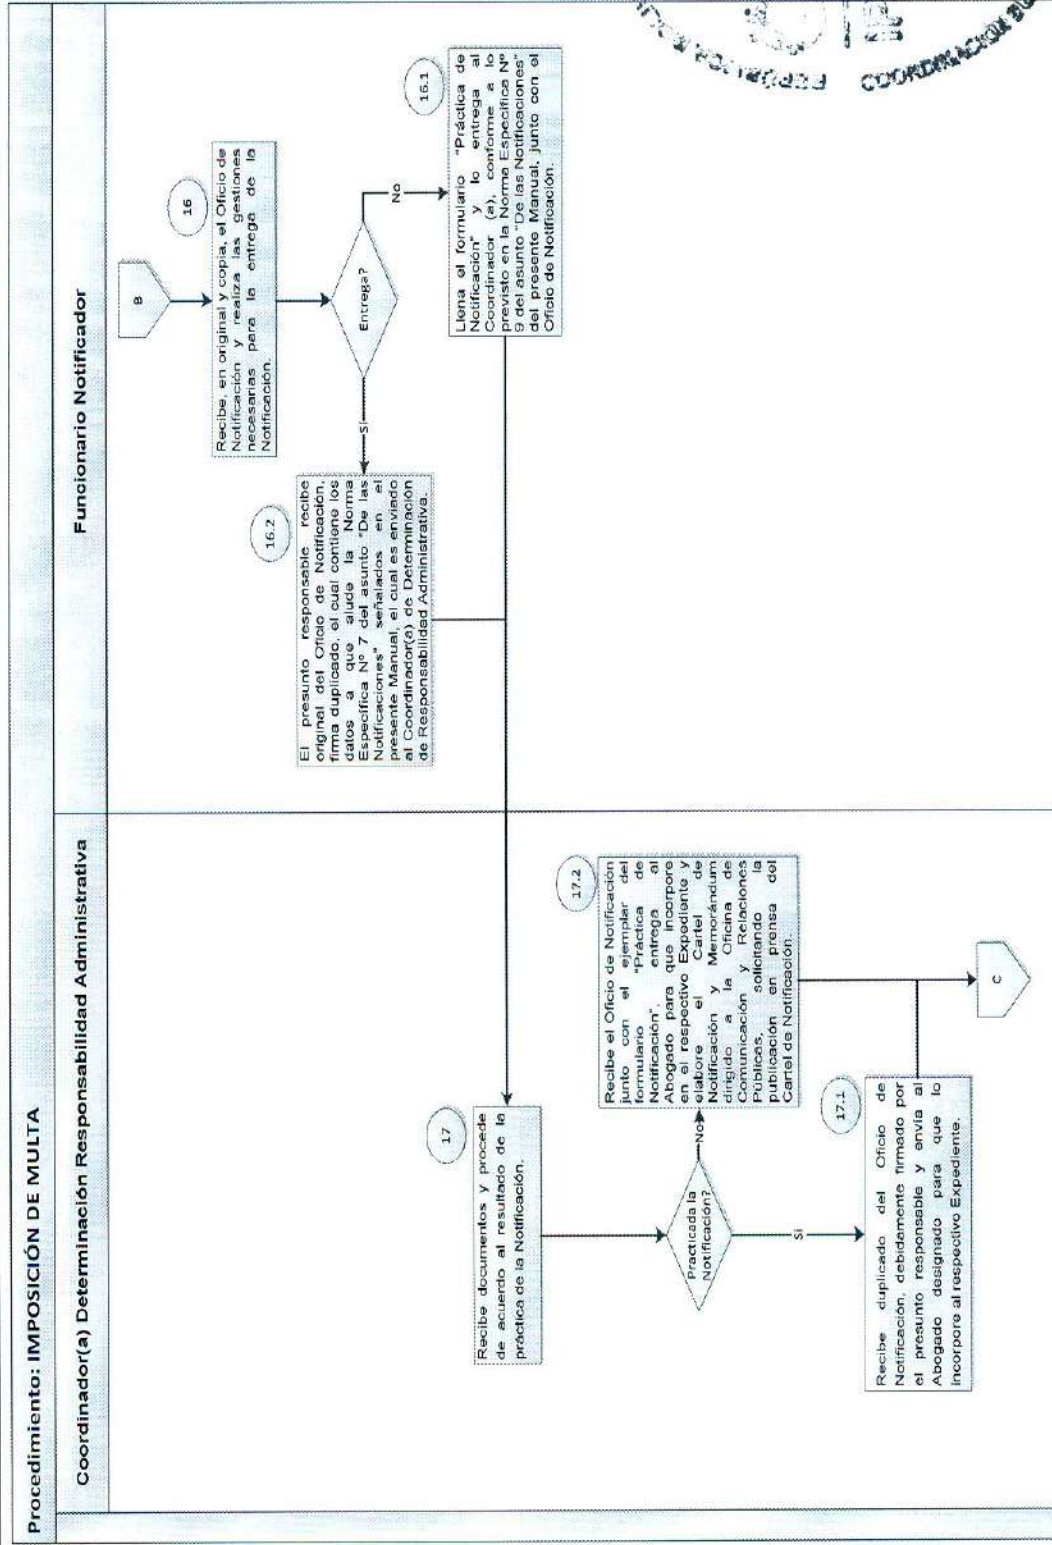 Procedimiento: IMPOSICIÓN DE MULTA
Coordinador(a) Determinación Responsabilidad Administrativa
Funcionario Notificador
B
16
Recibe, en original y copia, el Oficio de
Notificación y realiza las gestiones
necesarias para la entrega de la
Notificación.
Entrega?
No
16.1
Llena el formulario "Práctica de
Notificación" y lo entrega al
Coordinador (a), conforme a lo
previsto en la Norma Específica Nº
9 del asunto "De las Notificaciones"
del presente Manual, junto con el
Oficio de Notificación.
Sí
16.2
El presunto responsable recibe
original del Oficio de Notificación,
firma duplicado, el cual contiene los
datos a que alude la Norma
Específica Nº 7 del asunto "De las
Notificaciones" señalados en el
presente Manual, el cual es enviado
al Coordinador(a) de Determinación
de Responsabilidad Administrativa.
17
Recibe documentos y procede
de acuerdo al resultado de la
práctica de la Notificación.
Practicada la
Notificación?
No
17.2
Recibe el Oficio de Notificación
junto con el ejemplar del
formulario "Práctica de
Notificación", entrega al
Abogado para que incorpore
en el respectivo Expediente y
elabore el Cartel de
Notificación y Memorándum
dirigido a la Oficina de
Comunicación y Relaciones
Públicas, solicitando la
publicación en prensa del
Cartel de Notificación.
Sí
17.1
Recibe duplicado del Oficio de
Notificación, debidamente firmado por
el presunto responsable y envía al
Abogado designado para que lo
incorpore al respectivo Expediente.
C